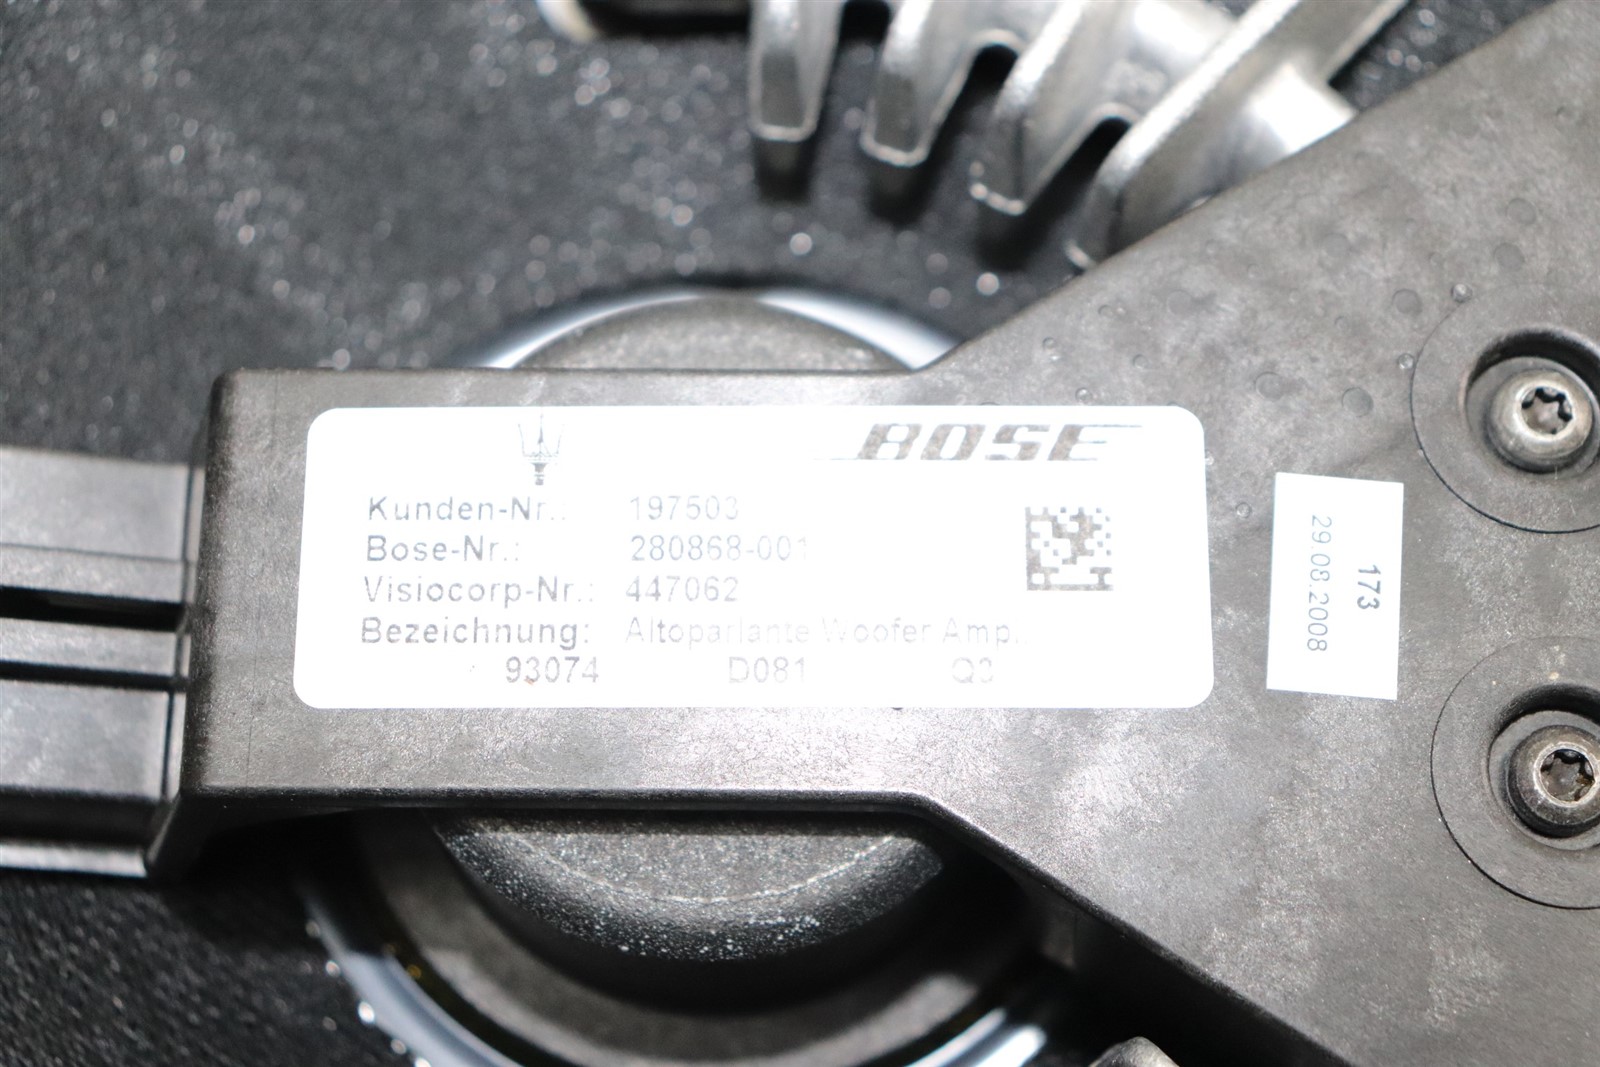 BOSE
Kunden-Nr.: 197503
Bose-Nr.: 280868-001
Visiocorp-Nr.: 447062
Bezeichnung: Altoparlante Woofer Amp.
93074 D081 Q3
173
29.08.2008